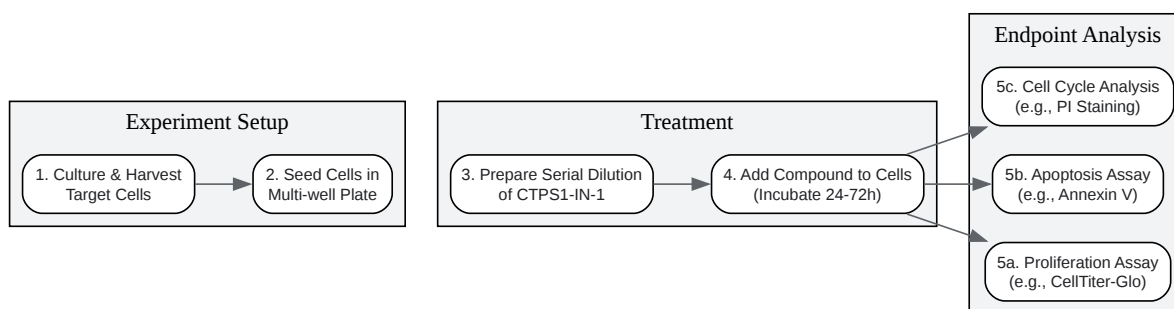 Experiment Setup
1. Culture & Harvest
Target Cells
2. Seed Cells in
Multi-well Plate
Treatment
3. Prepare Serial Dilution
of CTPS1-IN-1
4. Add Compound to Cells
(Incubate 24-72h)
Endpoint Analysis
5c. Cell Cycle Analysis
(e.g., PI Staining)
5b. Apoptosis Assay
(e.g., Annexin V)
5a. Proliferation Assay
(e.g., CellTiter-Glo)